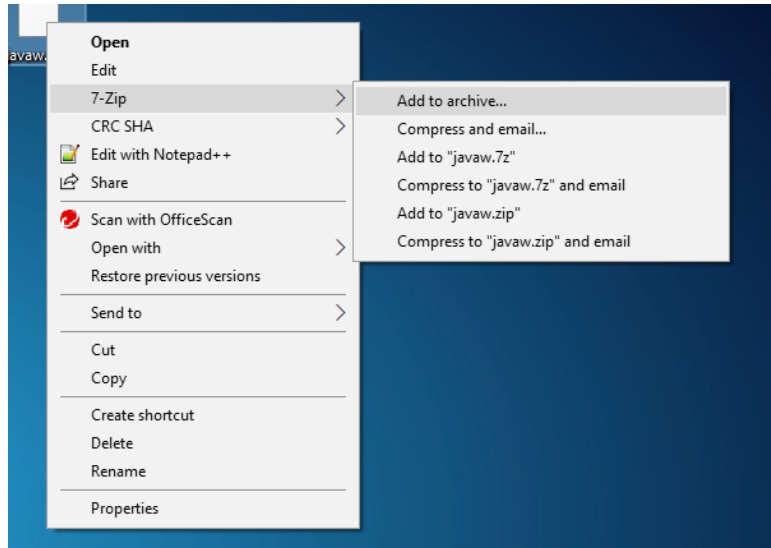 javaw.
Open
Edit
7-Zip
CRC SHA
Edit with Notepad++
Share
Scan with OfficeScan
Open with
Restore previous versions
Send to
Cut
Copy
Create shortcut
Delete
Rename
Properties
Add to archive...
Compress and email...
Add to "javaw.7z"
Compress to "javaw.7z" and email
Add to "javaw.zip"
Compress to "javaw.zip" and email